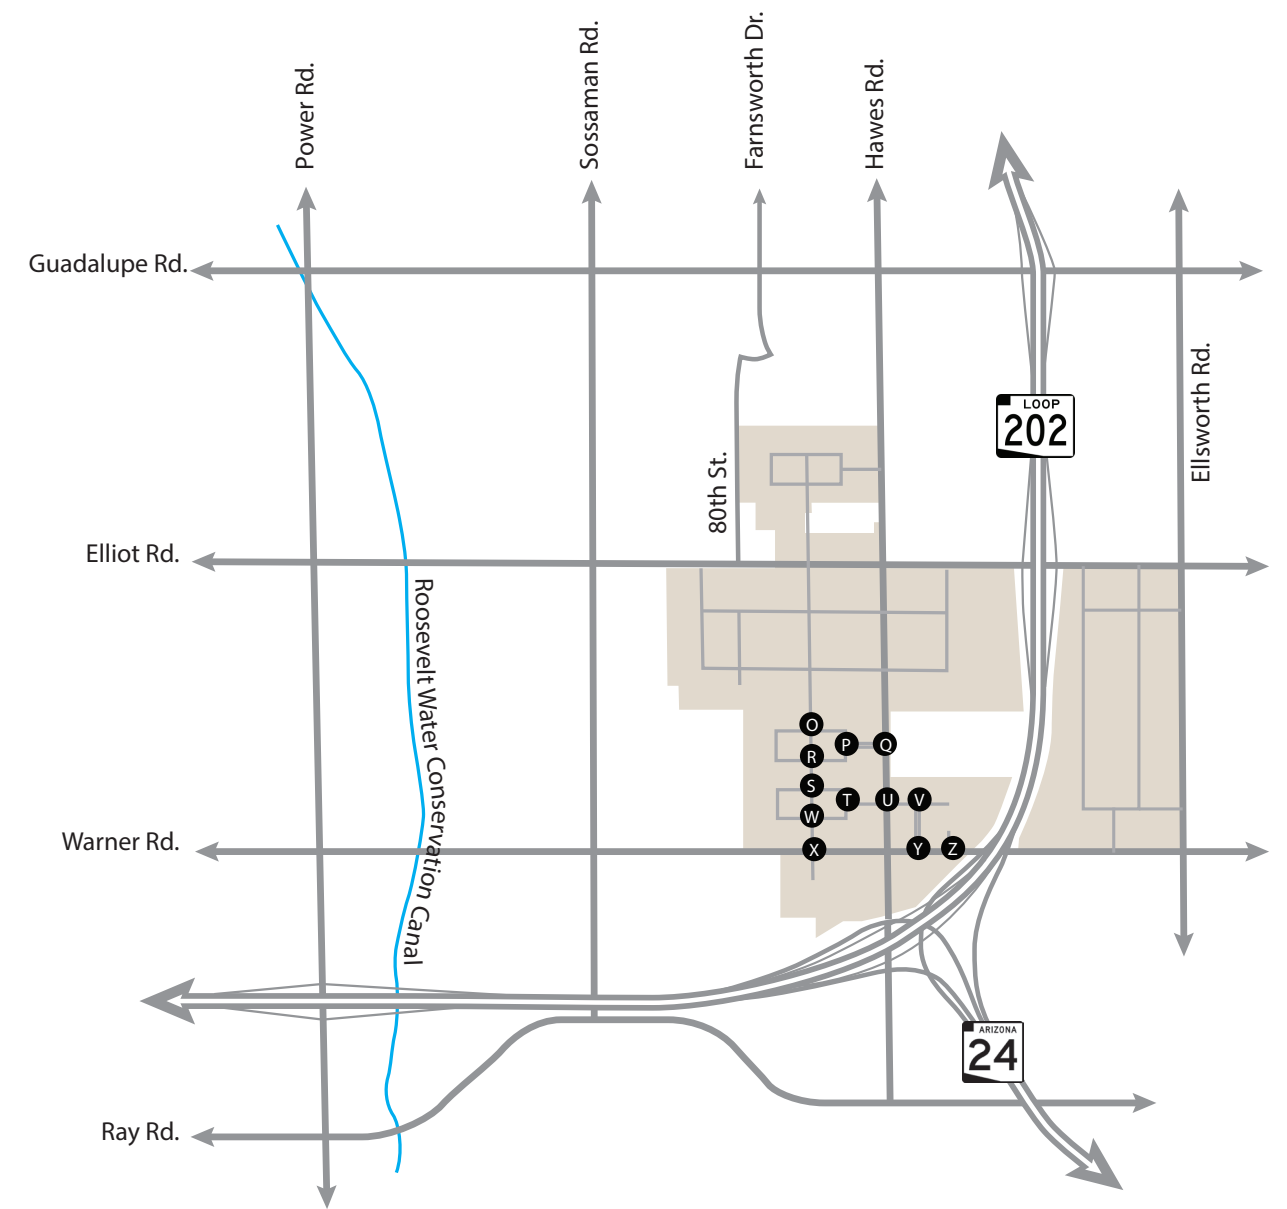 Power Rd.
Sossaman Rd.
Farnsworth Dr.
Hawes Rd.
Guadalupe Rd.
LOOP
202
Ellsworth Rd.
80th St.
Elliot Rd.
Roosevelt Water Conservation Canal
O
P
Q
R
S
T
U
V
W
Warner Rd.
X
Y
Z
ARIZONA
24
Ray Rd.